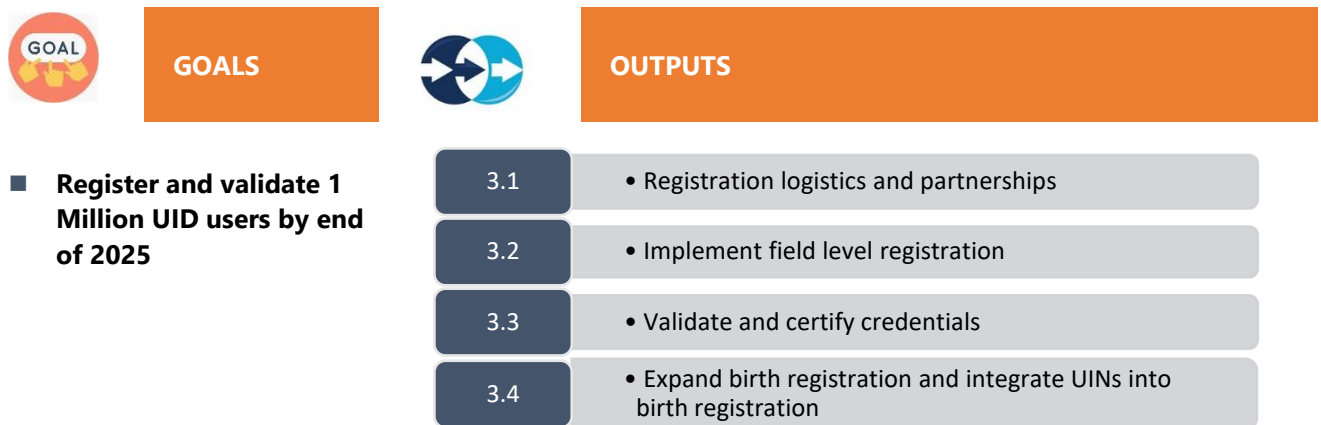 GOAL
GOALS
OUTPUTS
■ Register and validate 1
Million UID users by end
of 2025
3.1
• Registration logistics and partnerships
3.2
• Implement field level registration
3.3
• Validate and certify credentials
3.4
• Expand birth registration and integrate UINs into
birth registration